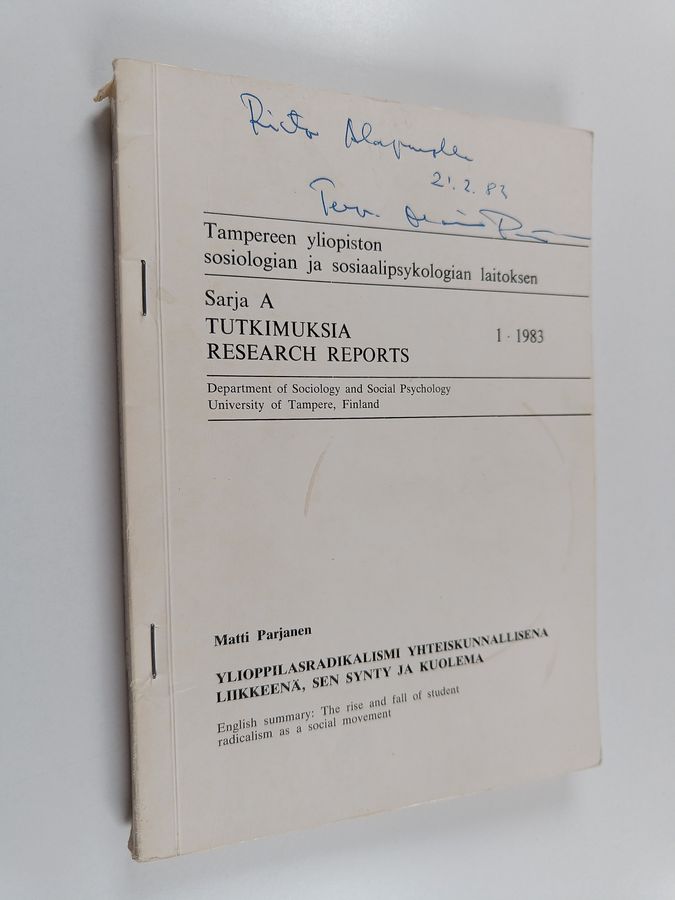 Risto Alapurolle
21.2.83
Terv.
Tampereen yliopiston
sosiologian ja sosiaalipsykologian laitoksen
Sarja A
TUTKIMUKSIA 1 · 1983
RESEARCH REPORTS
Department of Sociology and Social Psychology
University of Tampere, Finland
Matti Parjanen
YLIOPPILASRADIKALISMI YHTEISKUNNALLISENA
LIIKKEENÄ, SEN SYNTY JA KUOLEMA
English summary: The rise and fall of student
radicalism as a social movement